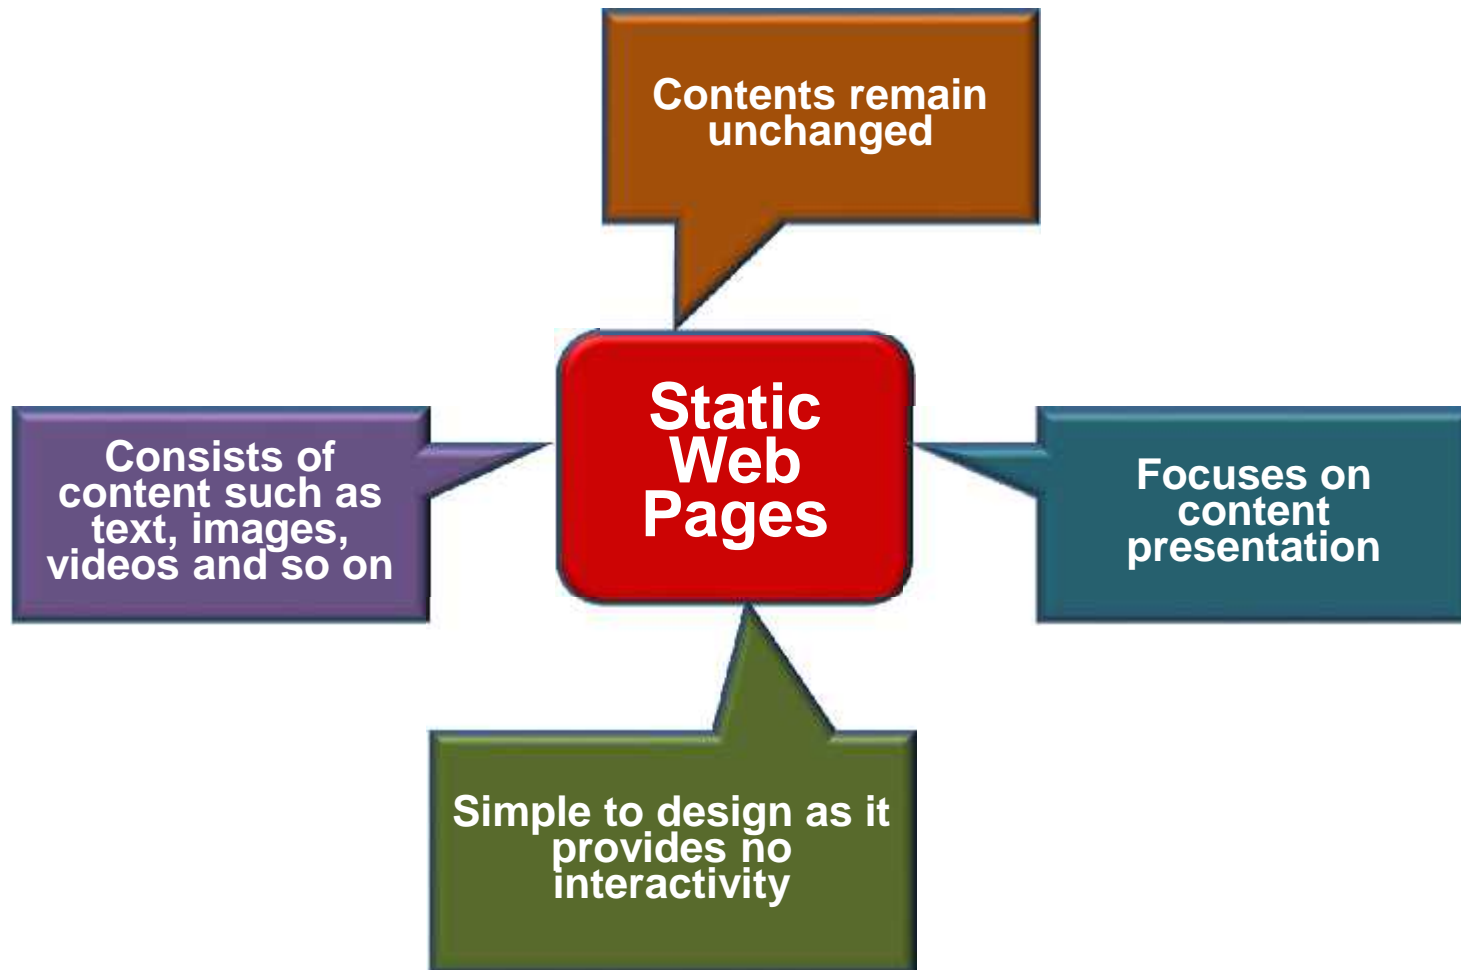 Contents remain
unchanged
Static
Web
Pages
Consists of
content such as
text, images,
videos and so on
Focuses on
content
presentation
Simple to design as it
provides no
interactivity